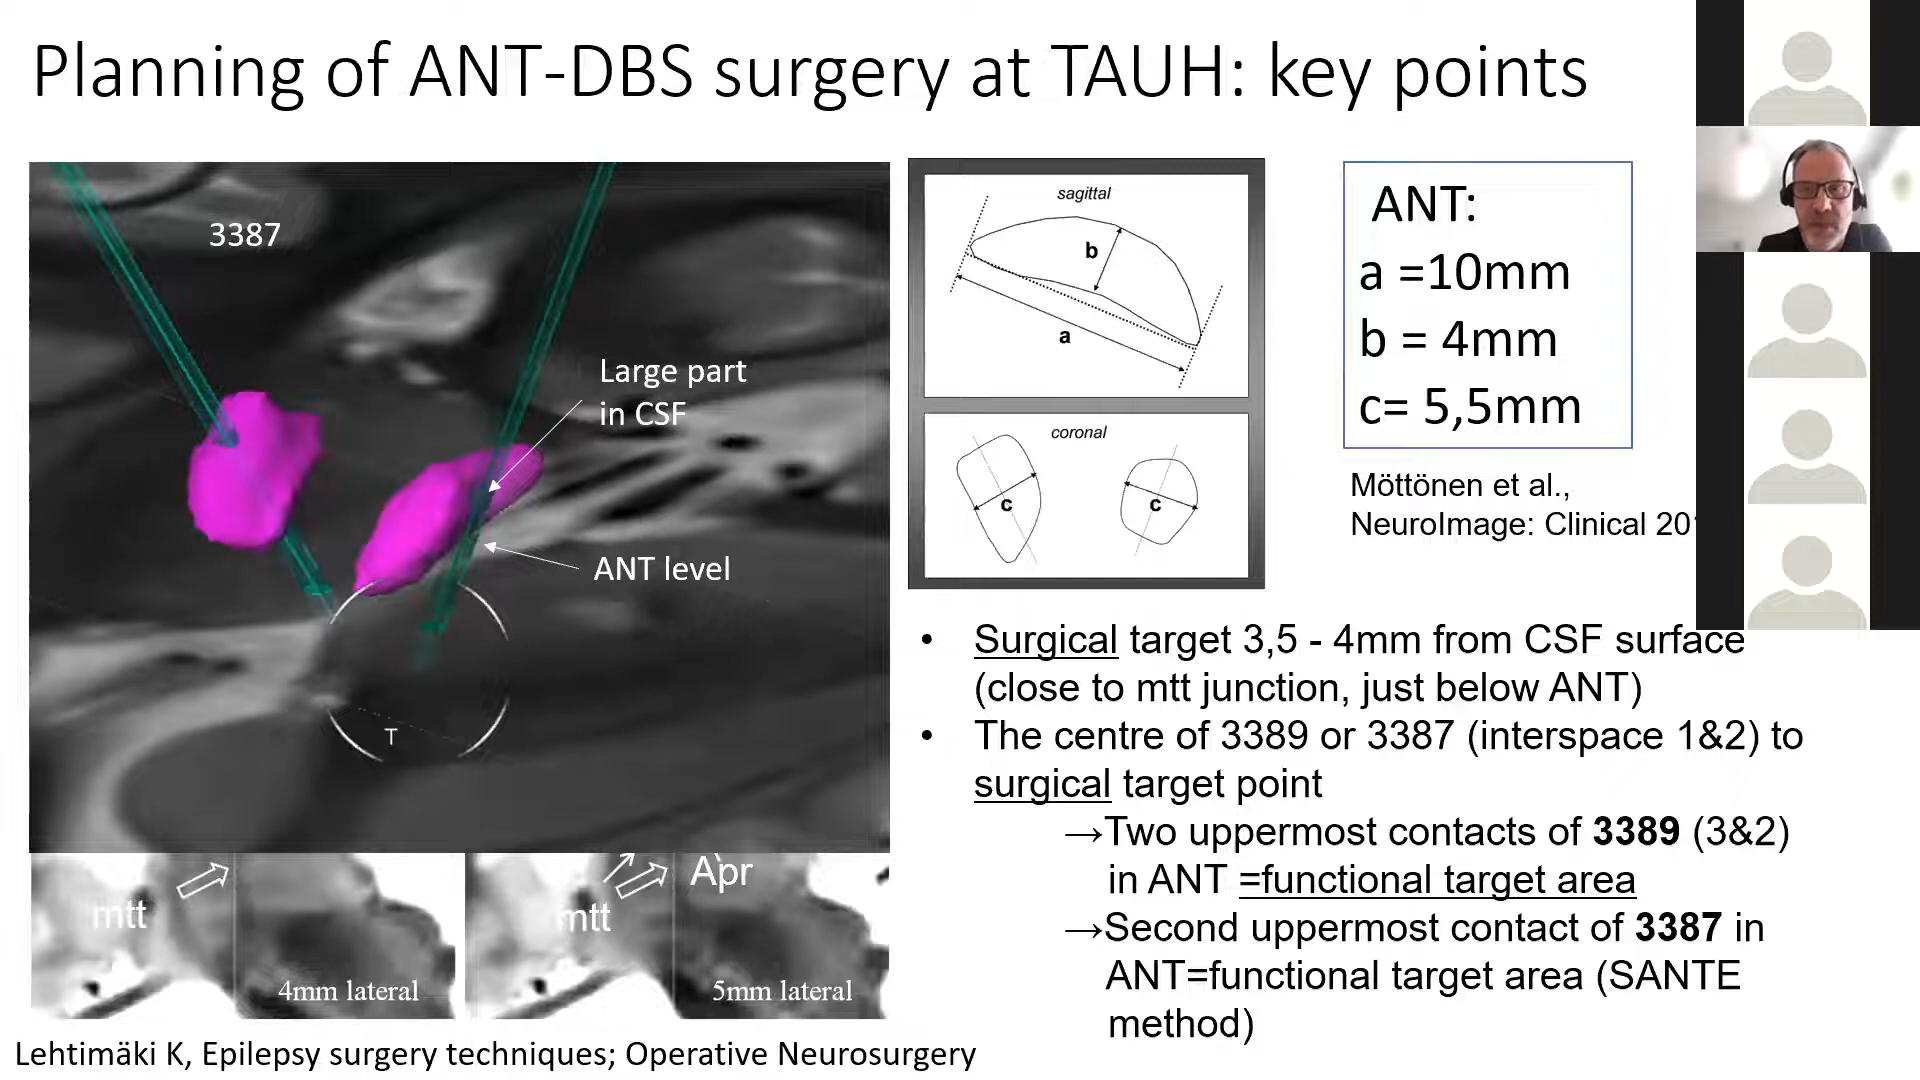 Planning of ANT-DBS surgery at TAUH: key points
3387
Large part
in CSF
ANT level
T
mtt
4mm lateral
mtt
Apr
5mm lateral
Lehtimäki K, Epilepsy surgery techniques; Operative Neurosurgery
sagittal
b
a
coronal
c
c
ANT:
a =10mm
b = 4mm
c= 5,5mm
Möttönen et al.,
NeuroImage: Clinical
• Surgical target 3,5 - 4mm from CSF surface
(close to mtt junction, just below ANT)
• The centre of 3389 or 3387 (interspace 1&2) to
surgical target point
→Two uppermost contacts of 3389 (3&2)
in ANT =functional target area
→Second uppermost contact of 3387 in
ANT=functional target area (SANTE
method)